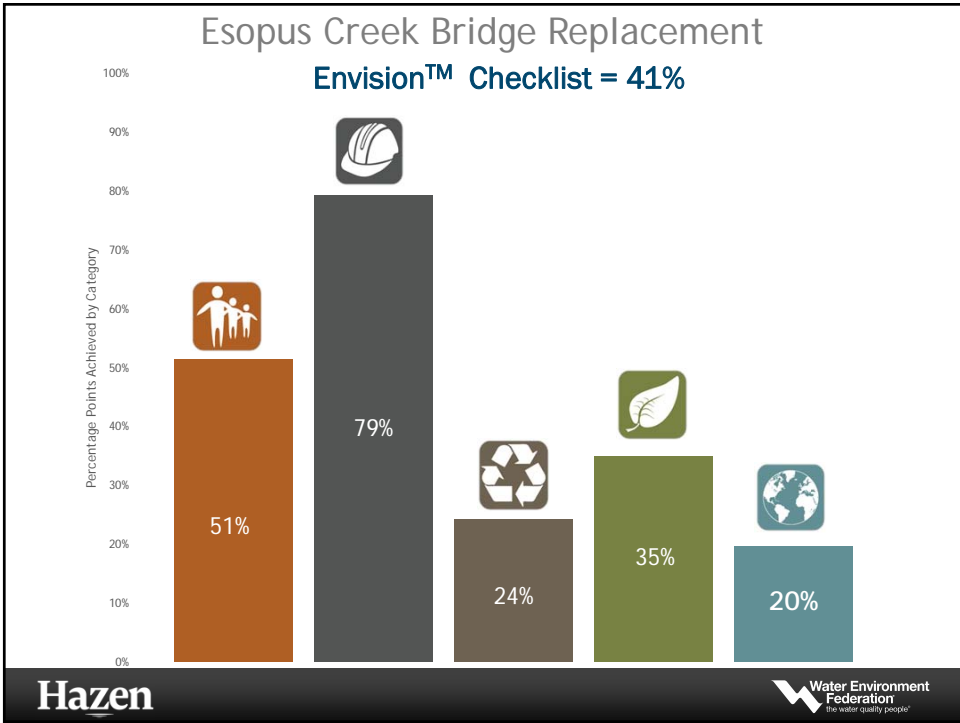 Esopus Creek Bridge Replacement
Envision™ Checklist = 41%
100%
90%
80%
70%
60%
50%
40%
30%
20%
10%
0%
Percentage Points Achieved by Category
51%
79%
24%
35%
20%
Hazen
Water Environment
Federation
the water quality people®